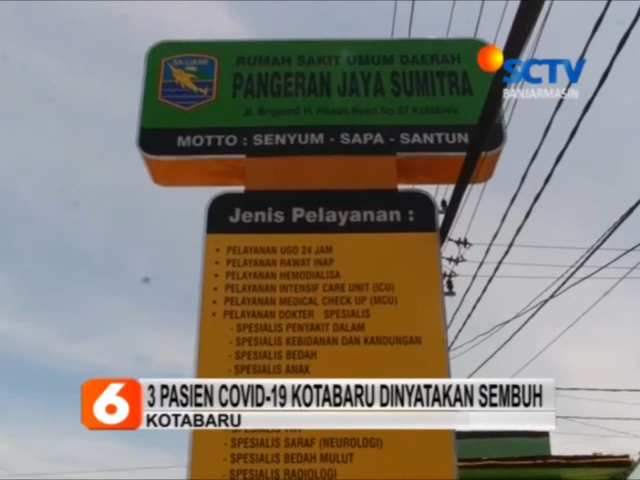 RUMAH SAKIT UMUM DAERAH
PANGERAN JAYA SUMITRA
Jl. Brigjend H. Hasan Basri No.57 Kotabaru
MOTTO : SENYUM - SAPA - SANTUN
SCTV
BANJARMASIN
Jenis Pelayanan :
• PELAYANAN UGD 24 JAM
• PELAYANAN RAWAT INAP
• PELAYANAN HEMODIALISA
• PELAYANAN INTENSIF CARE UNIT (ICU)
• PELAYANAN MEDICAL CHECK UP (MCU)
• PELAYANAN DOKTER SPESIALIS
- SPESIALIS PENYAKIT DALAM
- SPESIALIS KEBIDANAN DAN KANDUNGAN
- SPESIALIS BEDAH
- SPESIALIS ANAK
6
3 PASIEN COVID-19 KOTABARU DINYATAKAN SEMBUH
KOTABARU
- SPESIALIS SARAF (NEUROLOGI)
- SPESIALIS BEDAH MULUT
- SPESIALIS RADIOLOGI